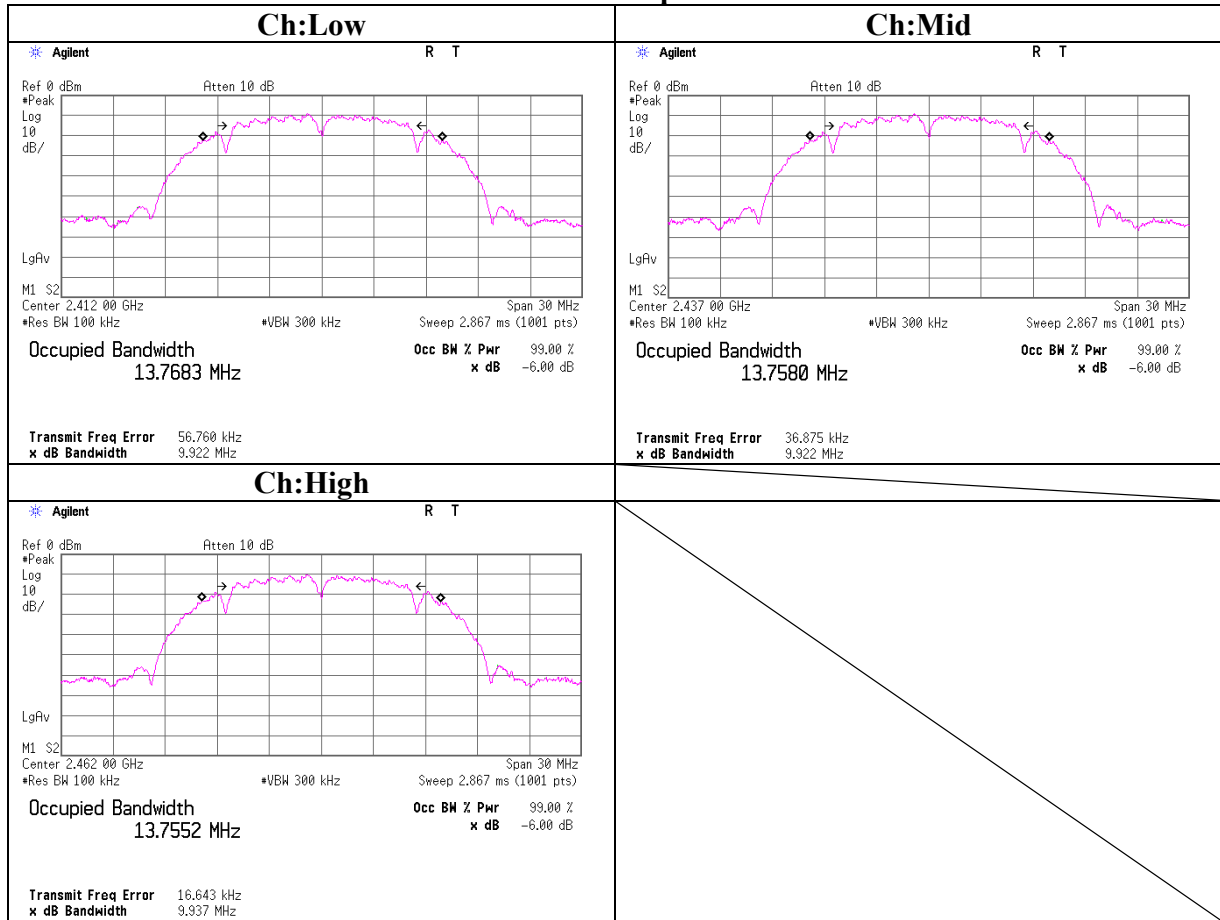 Ch:Low
Agilent R T
Ref 0 dBm Atten 10 dB
#Peak
Log
10
dB/
LgAv
M1 S2
Center 2.412 00 GHz Span 30 MHz
#Res BW 100 kHz #VBW 300 kHz Sweep 2.867 ms (1001 pts)
Occupied Bandwidth Occ BW % Pwr 99.00 %
13.7683 MHz x dB -6.00 dB
Transmit Freq Error 56.760 kHz
x dB Bandwidth 9.922 MHz
Ch:Mid
Agilent R T
Ref 0 dBm Atten 10 dB
#Peak
Log
10
dB/
LgAv
M1 S2
Center 2.437 00 GHz Span 30 MHz
#Res BW 100 kHz #VBW 300 kHz Sweep 2.867 ms (1001 pts)
Occupied Bandwidth Occ BW % Pwr 99.00 %
13.7580 MHz x dB -6.00 dB
Transmit Freq Error 36.875 kHz
x dB Bandwidth 9.922 MHz
Ch:High
Agilent R T
Ref 0 dBm Atten 10 dB
#Peak
Log
10
dB/
LgAv
M1 S2
Center 2.462 00 GHz Span 30 MHz
#Res BW 100 kHz #VBW 300 kHz Sweep 2.867 ms (1001 pts)
Occupied Bandwidth Occ BW % Pwr 99.00 %
13.7552 MHz x dB -6.00 dB
Transmit Freq Error 16.643 kHz
x dB Bandwidth 9.937 MHz